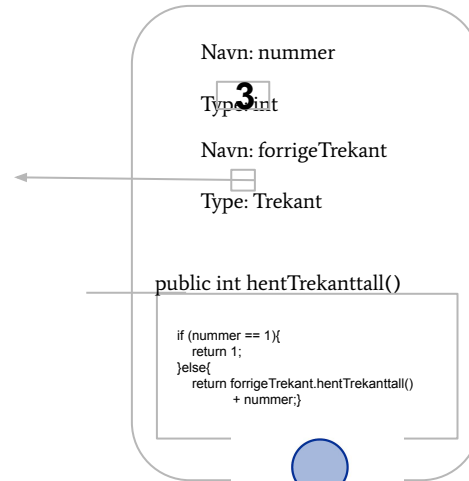 Navn: nummer
3
Type: int
Navn: forrigeTrekant
Type: Trekant
public int hentTrekanttall()
if (nummer == 1){
return 1;
}else{
return forrigeTrekant.hentTrekanttall()
+ nummer;}